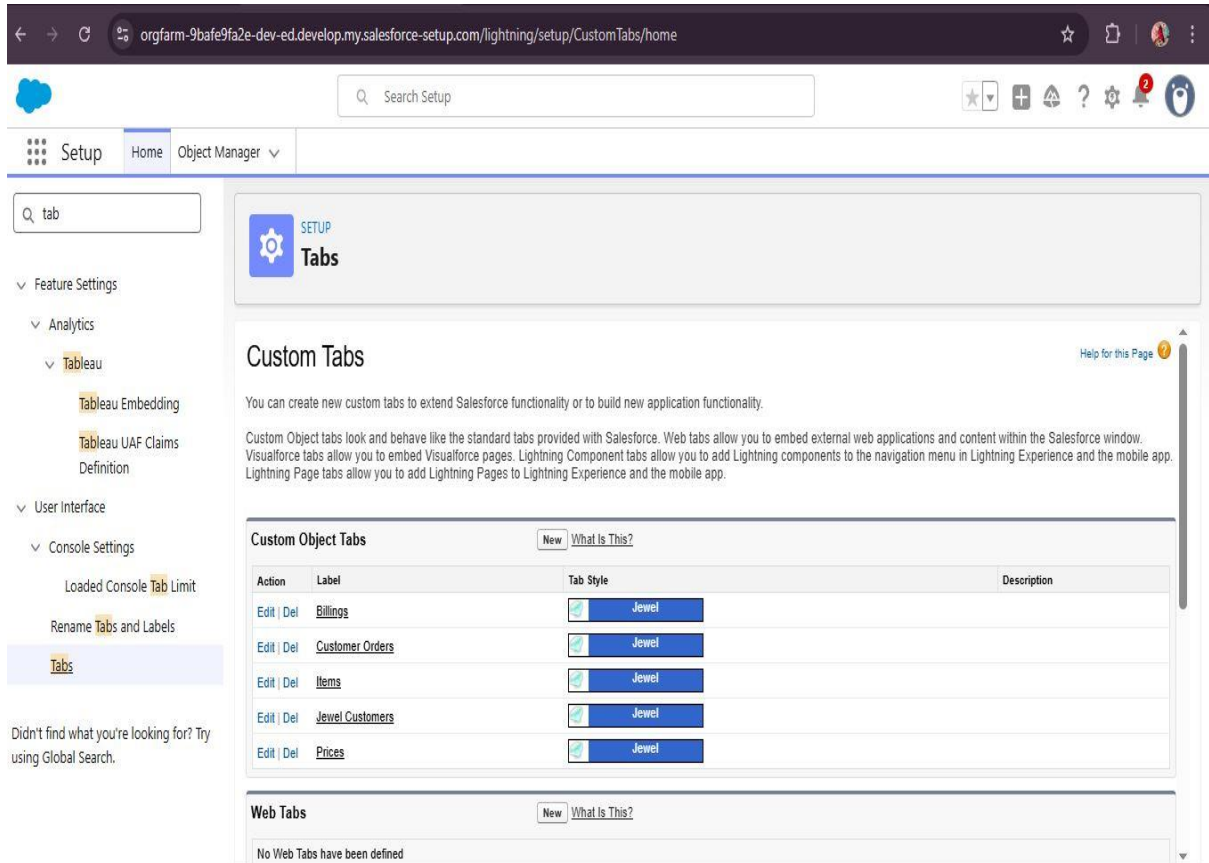 orgfarm-9bafe9fa2e-dev-ed.develop.my.salesforce-setup.com/lightning/setup/CustomTabs/home
Search Setup
2
Setup
Home
Object Manager
tab
SETUP
Tabs
Feature Settings
Analytics
Tableau
Tableau Embedding
Tableau UAF Claims
Definition
User Interface
Console Settings
Loaded Console Tab Limit
Rename Tabs and Labels
Tabs
Didn't find what you're looking for? Try
using Global Search.
Custom Tabs
Help for this Page ?
You can create new custom tabs to extend Salesforce functionality or to build new application functionality.
Custom Object tabs look and behave like the standard tabs provided with Salesforce. Web tabs allow you to embed external web applications and content within the Salesforce window.
Visualforce tabs allow you to embed Visualforce pages. Lightning Component tabs allow you to add Lightning components to the navigation menu in Lightning Experience and the mobile app.
Lightning Page tabs allow you to add Lightning Pages to Lightning Experience and the mobile app.
Custom Object Tabs New What Is This?
Action Label Tab Style Description
Edit | Del Billings Jewel
Edit | Del Customer Orders Jewel
Edit | Del Items Jewel
Edit | Del Jewel Customers Jewel
Edit | Del Prices Jewel
Web Tabs New What Is This?
No Web Tabs have been defined